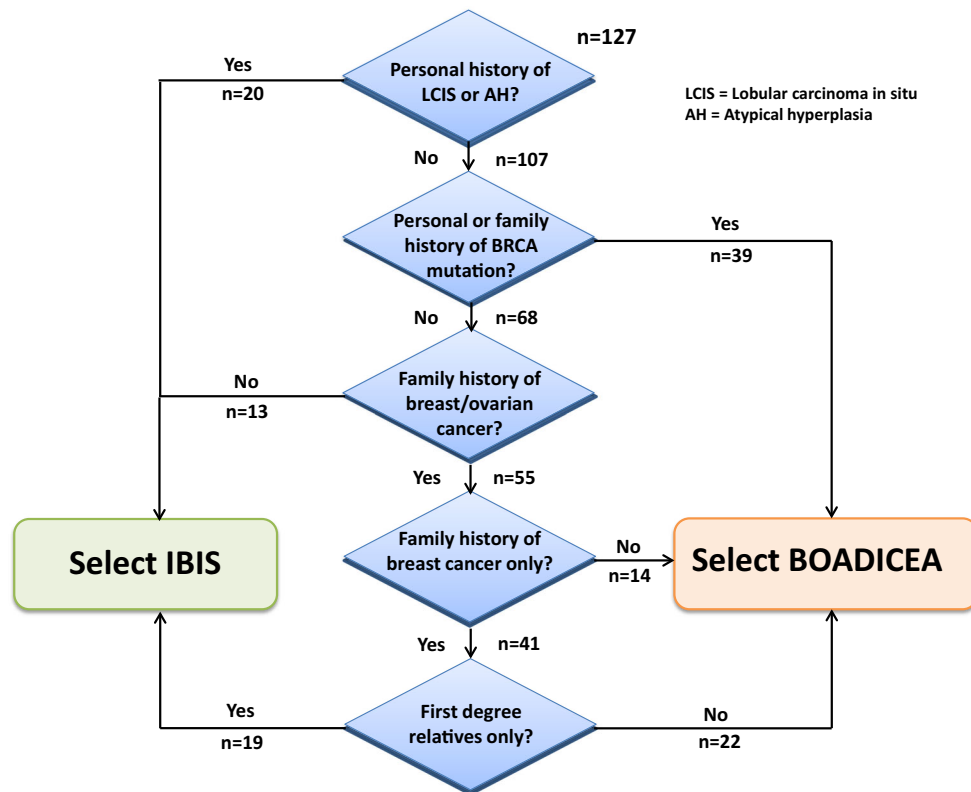 n=127
Personal history of
LCIS or AH?
Yes
n=20
LCIS = Lobular carcinoma in situ
AH = Atypical hyperplasia
No n=107
Personal or family
history of BRCA
mutation?
Yes
n=39
No n=68
Family history of
breast/ovarian
cancer?
No
n=13
Yes n=55
Select IBIS
Family history of
breast cancer only?
No
n=14
Select BOADICEA
Yes n=41
First degree
relatives only?
Yes
n=19
No
n=22